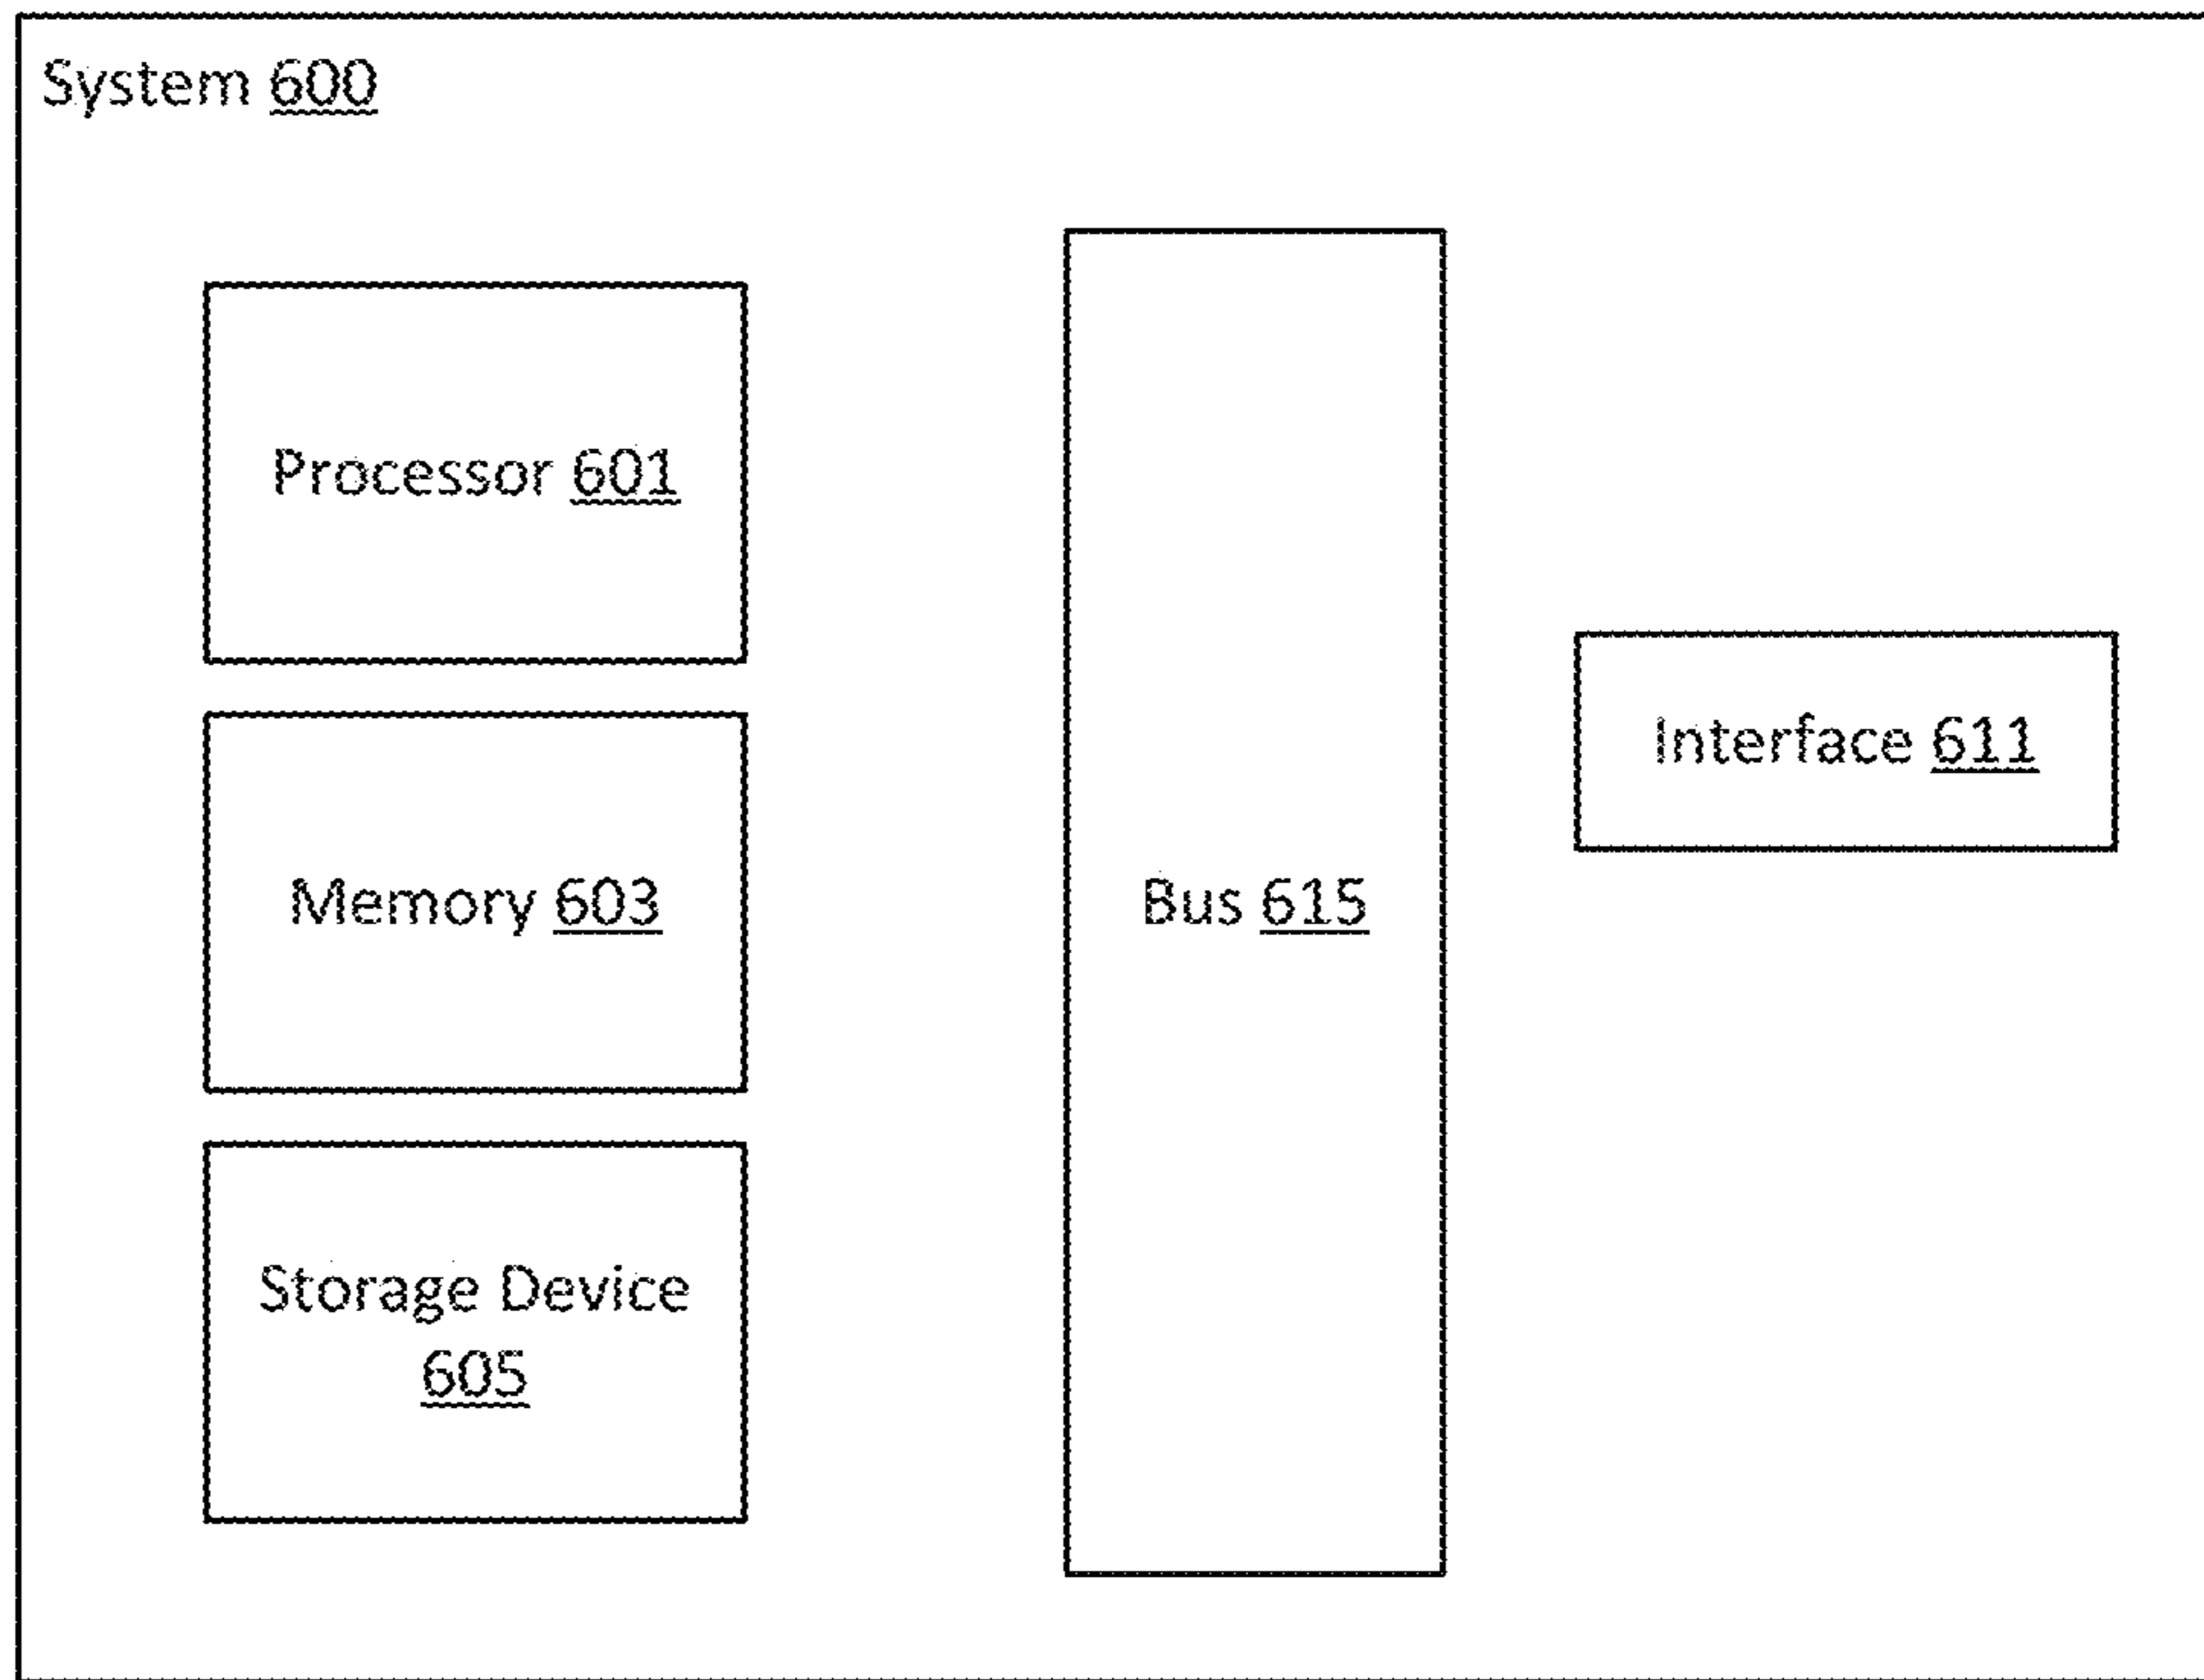 System 600
Processor 601
Interface 611
Memory 603
Bus 615
Storage Device
605